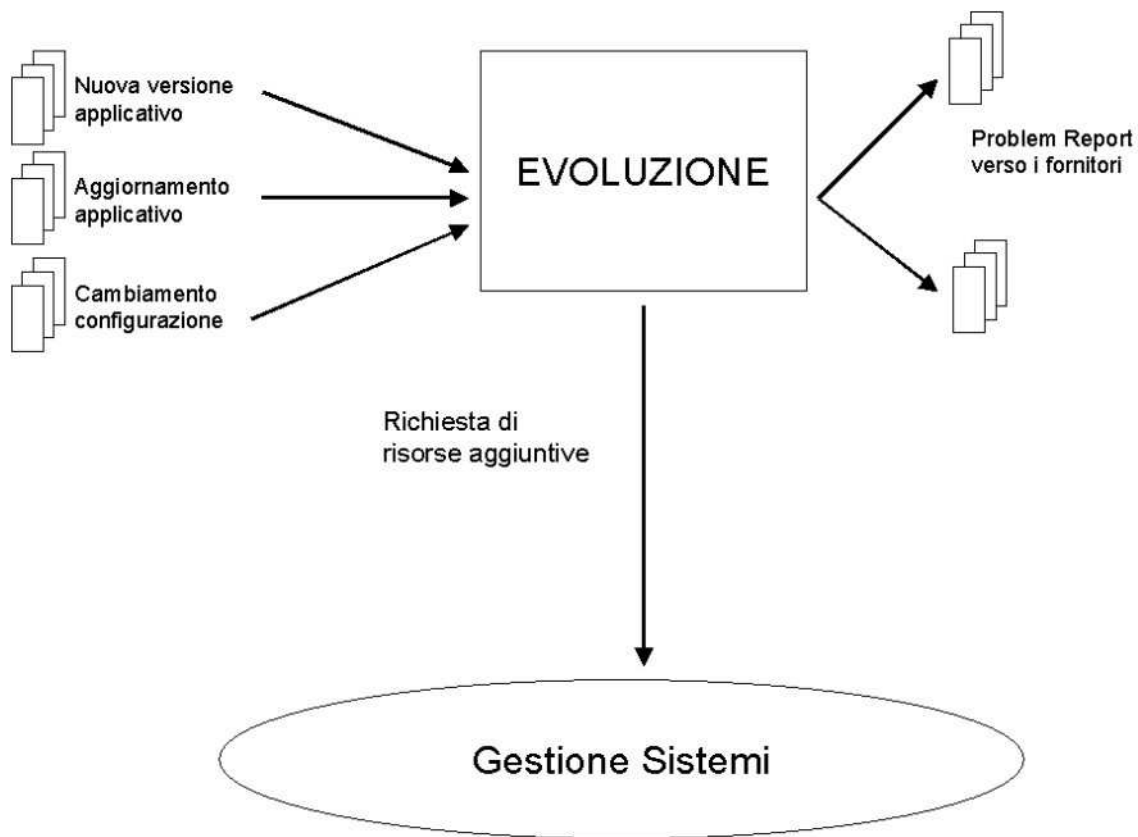 Nuova versione
applicativo
Aggiornamento
applicativo
Cambiamento
configurazione
EVOLUZIONE
Problem Report
verso i fornitori
Richiesta di
risorse aggiuntive
Gestione Sistemi